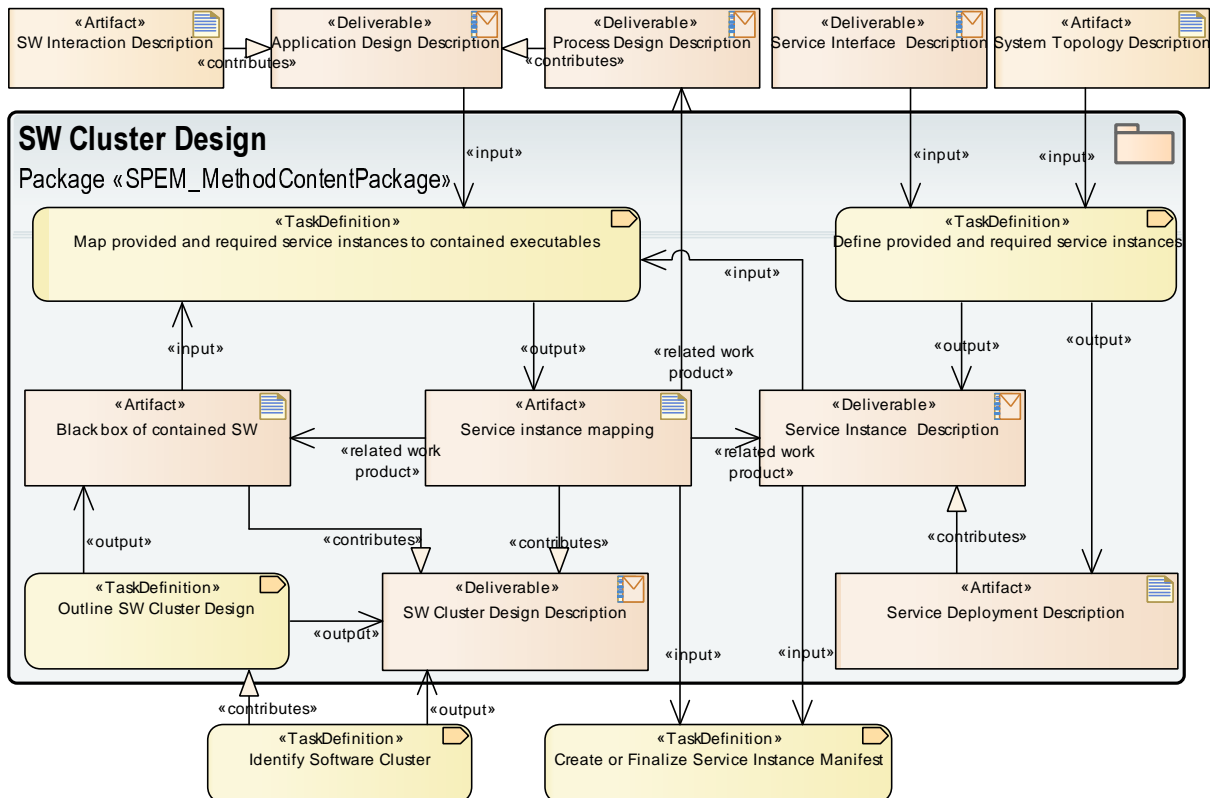 «Artifact»
SW Interaction Description
«Deliverable»
Application Design Description
«Deliverable»
Process Design Description
«Deliverable»
Service Interface Description
«Artifact»
System Topology Description
«contributes»
«contributes»
SW Cluster Design
Package «SPEM_MethodContentPackage»
«input»
«input»
«input»
«TaskDefinition»
Map provided and required service instances to contained executables
«TaskDefinition»
Define provided and required service instances
«input»
«input»
«output»
«related work
product»
«output»
«output»
«Artifact»
Blackbox of contained SW
«Artifact»
Service instance mapping
«Deliverable»
Service Instance Description
«related work
product»
«related work
product»
«output»
«contributes»
«contributes»
«contributes»
«TaskDefinition»
Outline SW Cluster Design
«Deliverable»
SW Cluster Design Description
«Artifact»
Service Deployment Description
«output»
«input»
«input»
«contributes»
«output»
«TaskDefinition»
Identify Software Cluster
«TaskDefinition»
Create or Finalize Service Instance Manifest